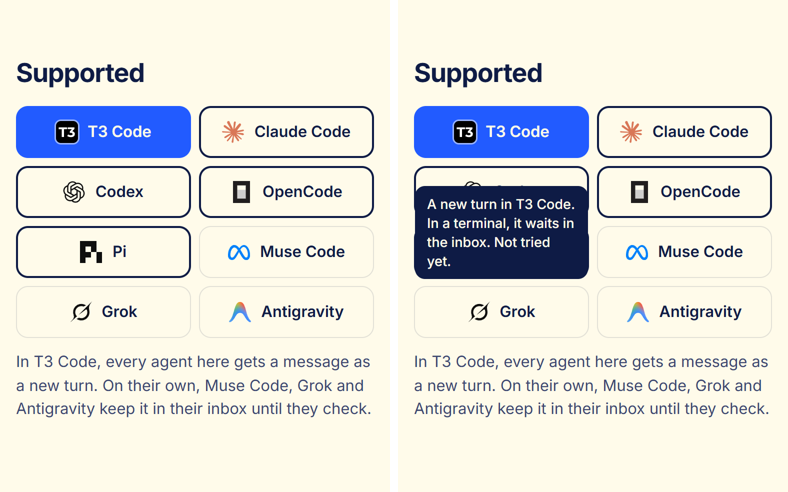 Supported
T3 T3 Code
Claude Code
Codex
OpenCode
Pi
Muse Code
Grok
Antigravity
In T3 Code, every agent here gets a message as
a new turn. On their own, Muse Code, Grok and
Antigravity keep it in their inbox until they check.
Supported
T3 T3 Code
Claude Code
OpenCode
A new turn in T3 Code.
In a terminal, it waits in
the inbox. Not tried
yet.
Muse Code
Grok
Antigravity
In T3 Code, every agent here gets a message as
a new turn. On their own, Muse Code, Grok and
Antigravity keep it in their inbox until they check.